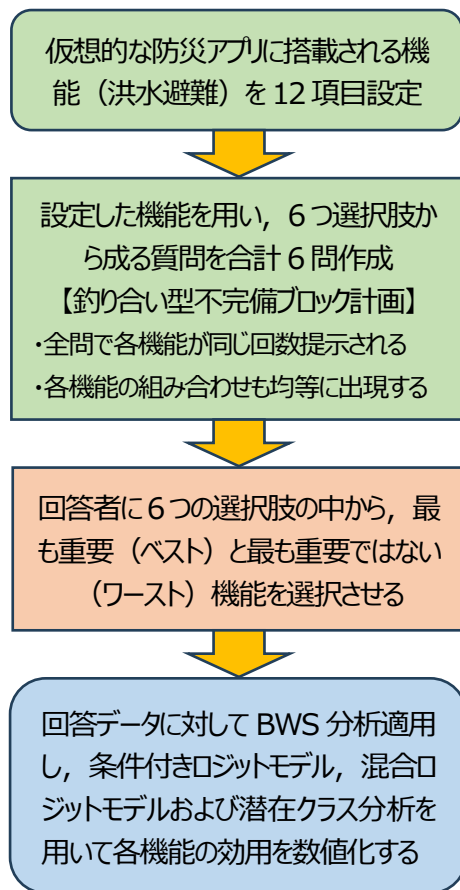 仮想的な防災アプリに搭載される機
能（洪水避難）を12項目設定
設定した機能を用い，６つ選択肢か
ら成る質問を合計６問作成
【釣り合い型不完備ブロック計画】
・全問で各機能が同じ回数提示される
・各機能の組み合わせも均等に出現する
回答者に６つの選択肢の中から，最
も重要（ベスト）と最も重要ではない
（ワースト）機能を選択させる
回答データに対して BWS 分析適用
し，条件付きロジットモデル，混合ロ
ジットモデルおよび潜在クラス分析を
用いて各機能の効用を数値化する